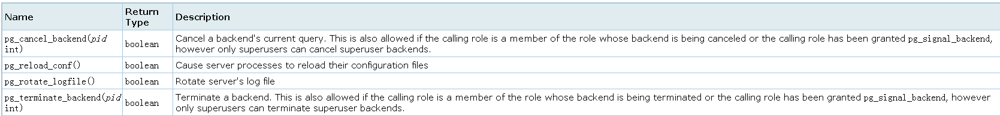 Name Return Type Description
pg_cancel_backend(pid int) boolean Cancel a backend's current query. This is also allowed if the calling role is a member of the role whose backend is being canceled or the calling role has been granted pg_signal_backend,
however only superusers can cancel superuser backends.
pg_reload_conf() boolean Cause server processes to reload their configuration files
pg_rotate_logfile() boolean Rotate server's log file
pg_terminate_backend(pid int) boolean Terminate a backend. This is also allowed if the calling role is a member of the role whose backend is being terminated or the calling role has been granted pg_signal_backend, however
only superusers can terminate superuser backends.